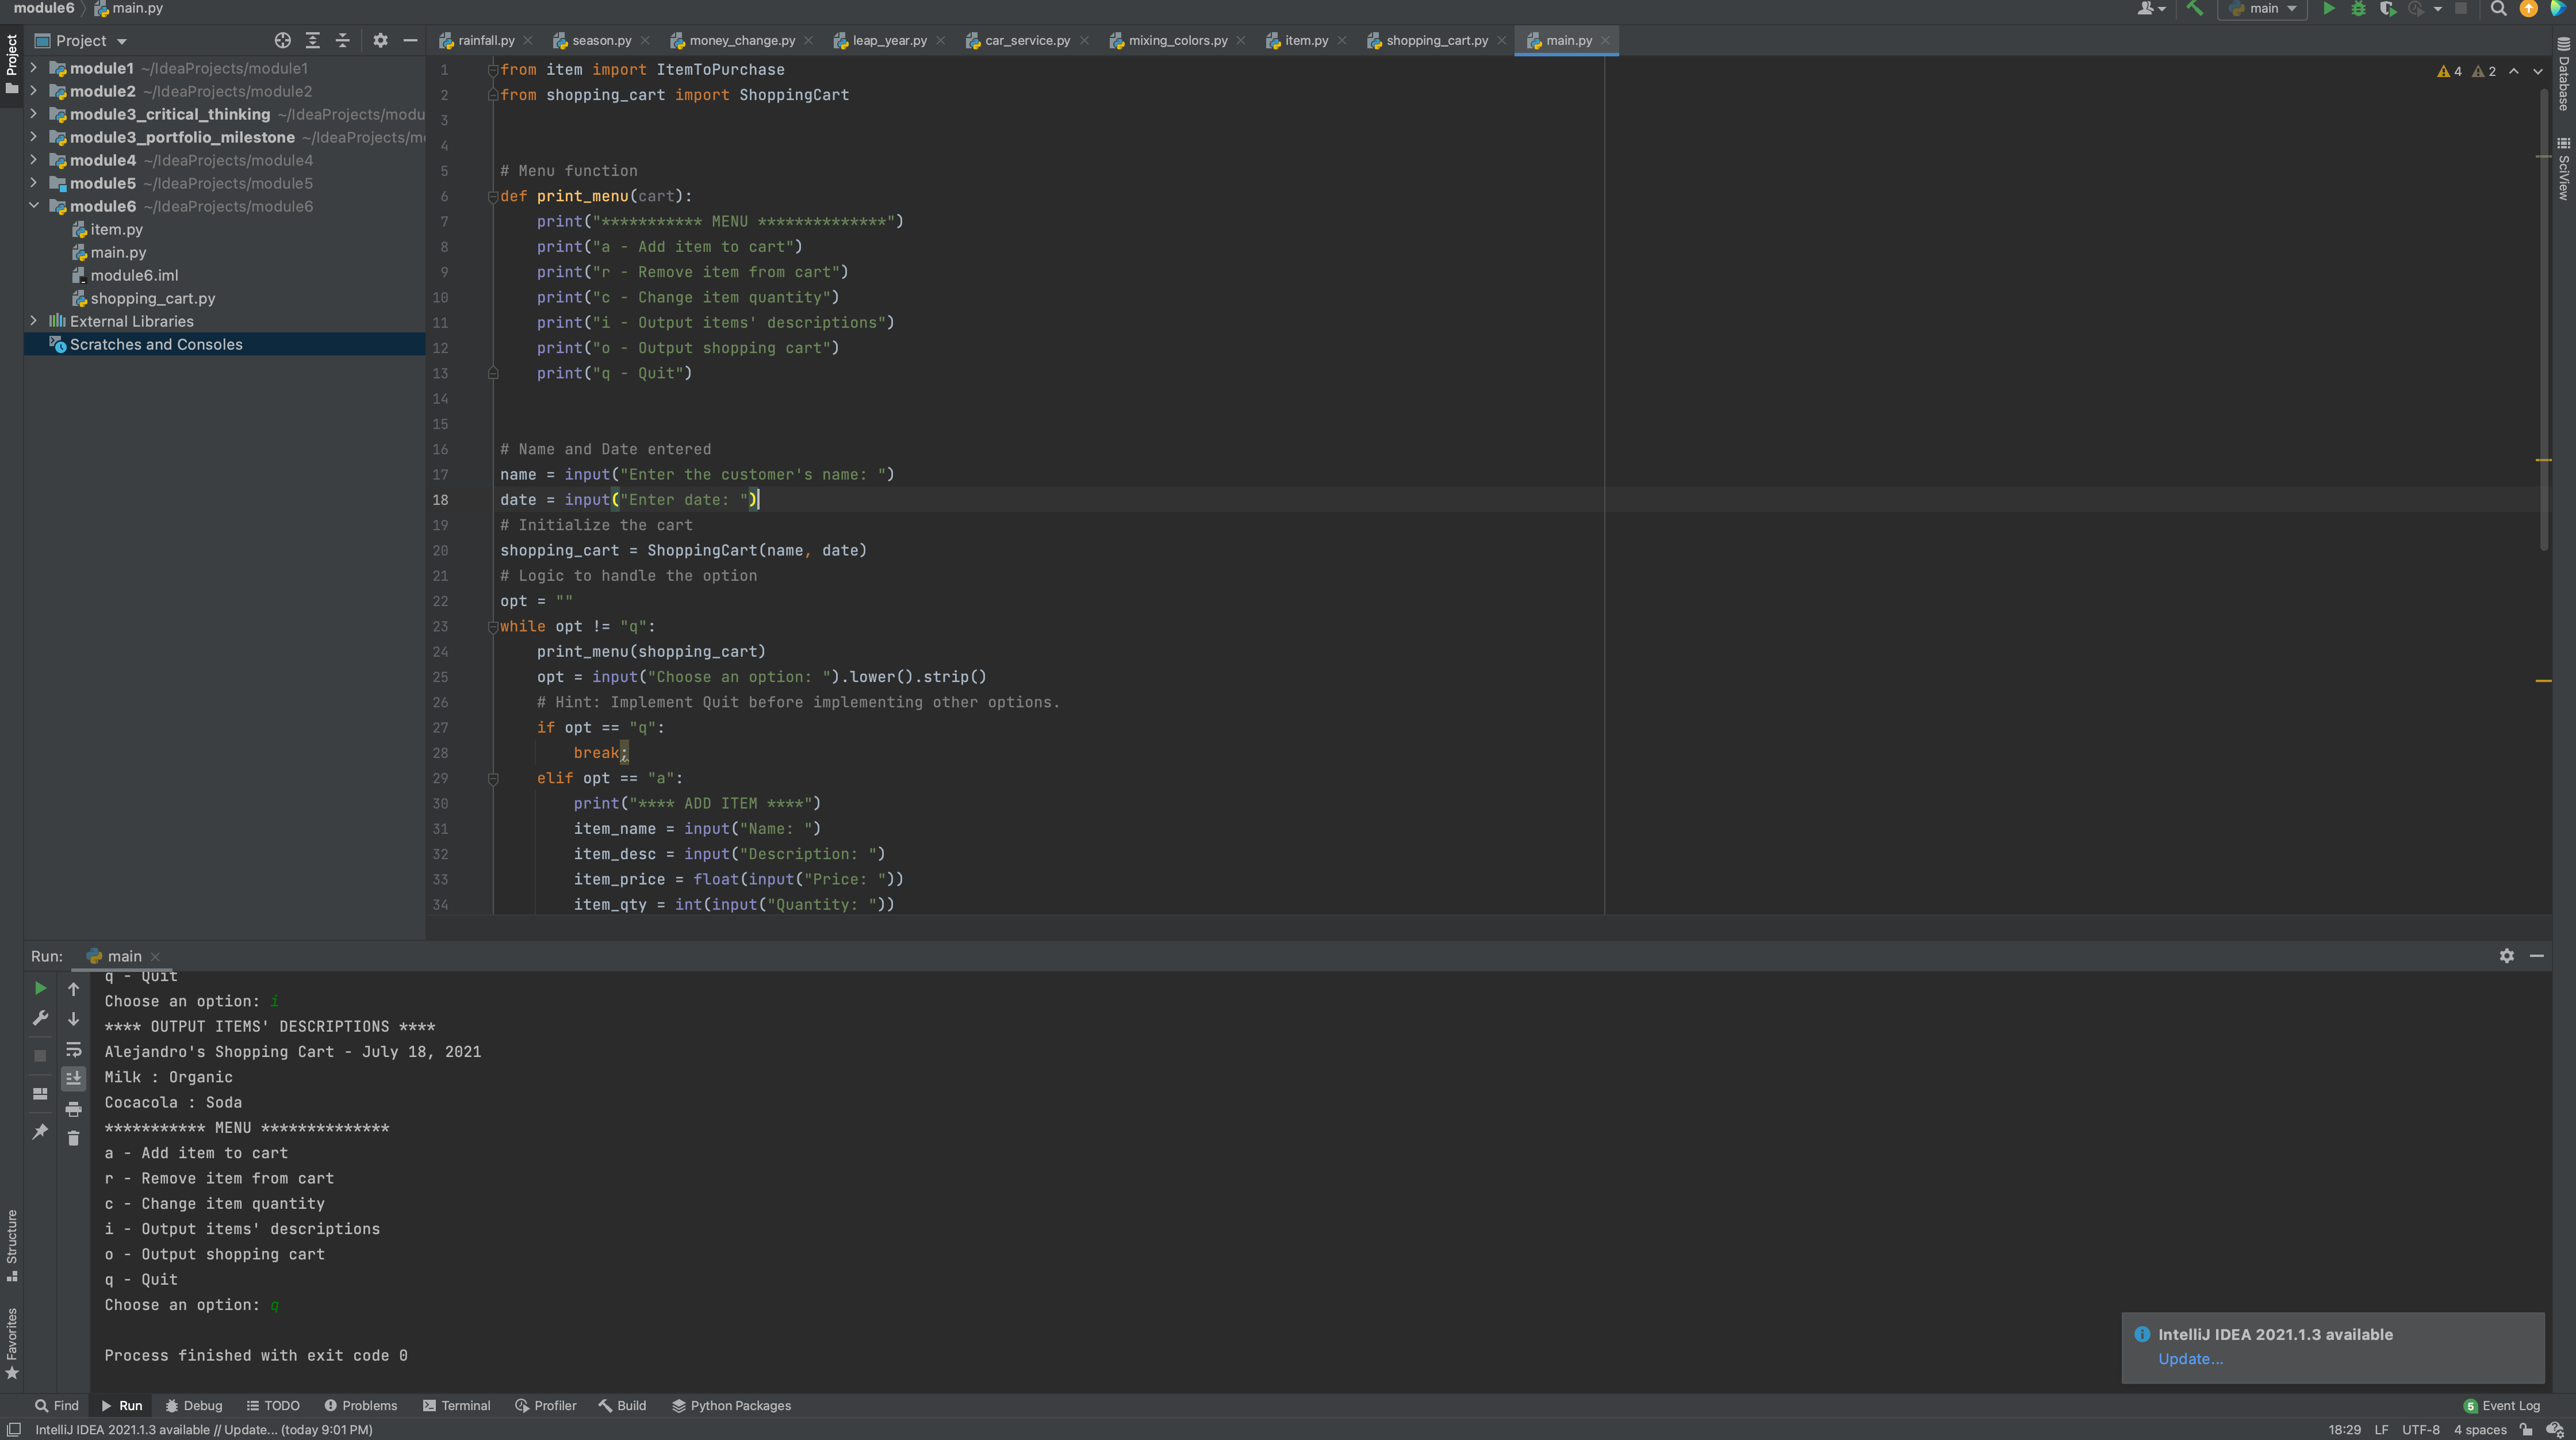 module6 〉 main.py
main
Project
rainfall.py
season.py
money_change.py
leap_year.py
car_service.py
mixing_colors.py
item.py
shopping_cart.py
main.py
Project
module1 ~/IdeaProjects/module1
module2 ~/IdeaProjects/module2
module3_critical_thinking ~/IdeaProjects/modu
module3_portfolio_milestone ~/IdeaProjects/m
module4 ~/IdeaProjects/module4
module5 ~/IdeaProjects/module5
module6 ~/IdeaProjects/module6
item.py
main.py
module6.iml
shopping_cart.py
External Libraries
Scratches and Consoles
4 2
Database
SciView
1 from item import ItemToPurchase
2 from shopping_cart import ShoppingCart
3
4
5 # Menu function
6 def print_menu(cart):
7     print("*********** MENU **************")
8     print("a - Add item to cart")
9     print("r - Remove item from cart")
10     print("c - Change item quantity")
11     print("i - Output items' descriptions")
12     print("o - Output shopping cart")
13     print("q - Quit")
14
15
16 # Name and Date entered
17 name = input("Enter the customer's name: ")
18 date = input("Enter date: ")
19 # Initialize the cart
20 shopping_cart = ShoppingCart(name, date)
21 # Logic to handle the option
22 opt = ""
23 while opt != "q":
24     print_menu(shopping_cart)
25     opt = input("Choose an option: ").lower().strip()
26     # Hint: Implement Quit before implementing other options.
27     if opt == "q":
28         break;
29     elif opt == "a":
30         print("**** ADD ITEM ****")
31         item_name = input("Name: ")
32         item_desc = input("Description: ")
33         item_price = float(input("Price: "))
34         item_qty = int(input("Quantity: "))
Run: main
q - Quit
Choose an option: i
**** OUTPUT ITEMS' DESCRIPTIONS ****
Alejandro's Shopping Cart - July 18, 2021
Milk : Organic
Cocacola : Soda
*********** MENU **************
a - Add item to cart
r - Remove item from cart
c - Change item quantity
i - Output items' descriptions
o - Output shopping cart
q - Quit
Choose an option: q
Process finished with exit code 0
Structure
Favorites
IntelliJ IDEA 2021.1.3 available
Update...
Find
Run
Debug
TODO
Problems
Terminal
Profiler
Build
Python Packages
5 Event Log
IntelliJ IDEA 2021.1.3 available // Update... (today 9:01 PM)
18:29 LF UTF-8 4 spaces